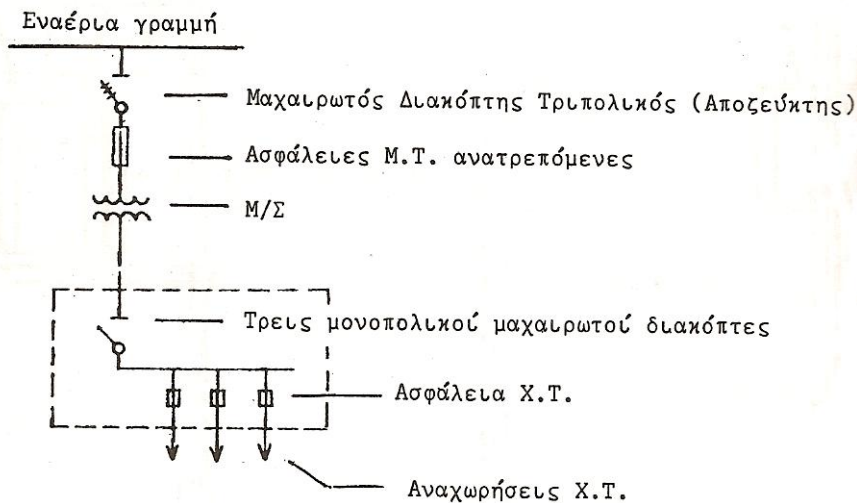 Εναέρια γραμμή
Μαχαιρωτός Διακόπτης Τριπολικός (Αποζεύκτης)
Ασφάλειες Μ.Τ. ανατρεπόμενες
Μ/Σ
Τρεις μονοπολικοί μαχαιρωτοί διακόπτες
Ασφάλεια Χ.Τ.
Αναχωρήσεις Χ.Τ.